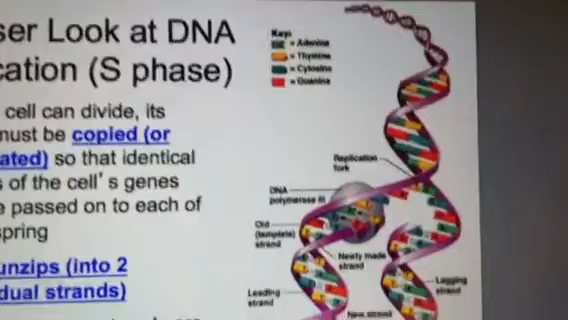 ser Look at DNA
cation (S phase)
cell can divide, its
must be copied (or
ated) so that identical
s of the cell's genes
e passed on to each of
spring
unzips (into 2
dual strands)
Keys
= Adenine
= Thymine
= Cytosine
= Guanine
Replication
fork
DNA
polymerase III
Old
(template)
strand
Newly made
strand
Leading
strand
Lagging
strand
New strand